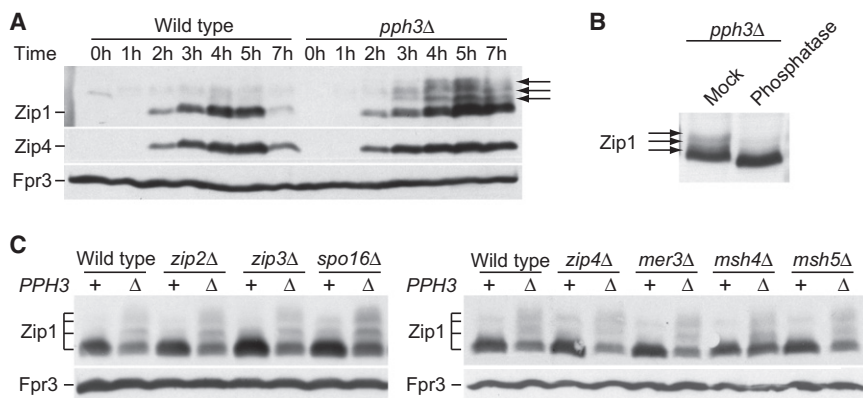 A
Wild type pph3Δ
Time 0h 1h 2h 3h 4h 5h 7h 0h 1h 2h 3h 4h 5h 7h
Zip1
Zip4
Fpr3
B
pph3Δ
Mock Phosphatase
Zip1
C
Wild type zip2Δ zip3Δ spo16Δ
PPH3 + Δ + Δ + Δ + Δ
Zip1
Fpr3
Wild type zip4Δ mer3Δ msh4Δ msh5Δ
PPH3 + Δ + Δ + Δ + Δ + Δ
Zip1
Fpr3